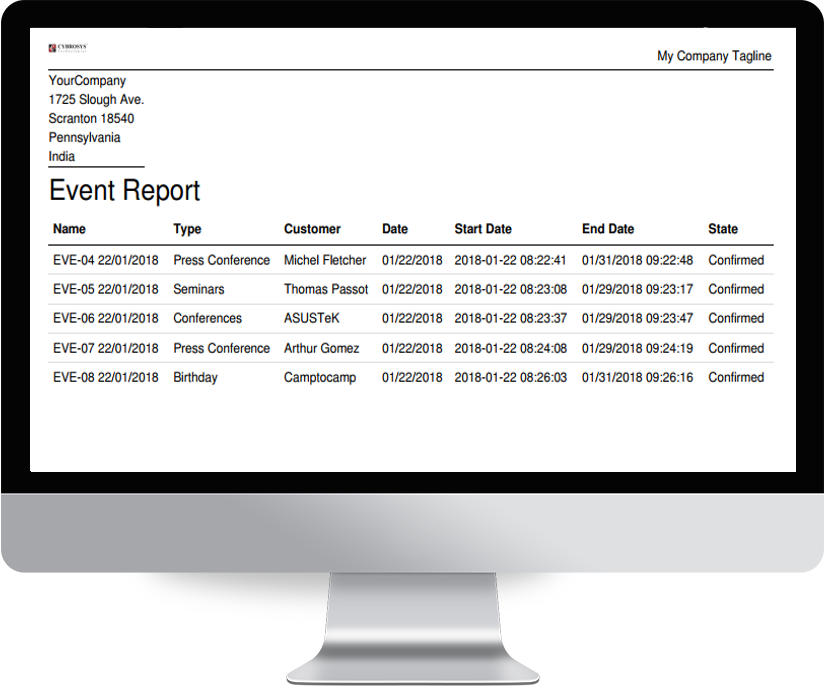 CYBROSYS
My Company Tagline
YourCompany
1725 Slough Ave.
Scranton 18540
Pennsylvania
India
Event Report
Name Type Customer Date Start Date End Date State
EVE-04 22/01/2018 Press Conference Michel Fletcher 01/22/2018 2018-01-22 08:22:41 01/31/2018 09:22:48 Confirmed
EVE-05 22/01/2018 Seminars Thomas Passot 01/22/2018 2018-01-22 08:23:08 01/29/2018 09:23:17 Confirmed
EVE-06 22/01/2018 Conferences ASUSTeK 01/22/2018 2018-01-22 08:23:37 01/29/2018 09:23:47 Confirmed
EVE-07 22/01/2018 Press Conference Arthur Gomez 01/22/2018 2018-01-22 08:24:08 01/29/2018 09:24:19 Confirmed
EVE-08 22/01/2018 Birthday Camptocamp 01/22/2018 2018-01-22 08:26:03 01/31/2018 09:26:16 Confirmed